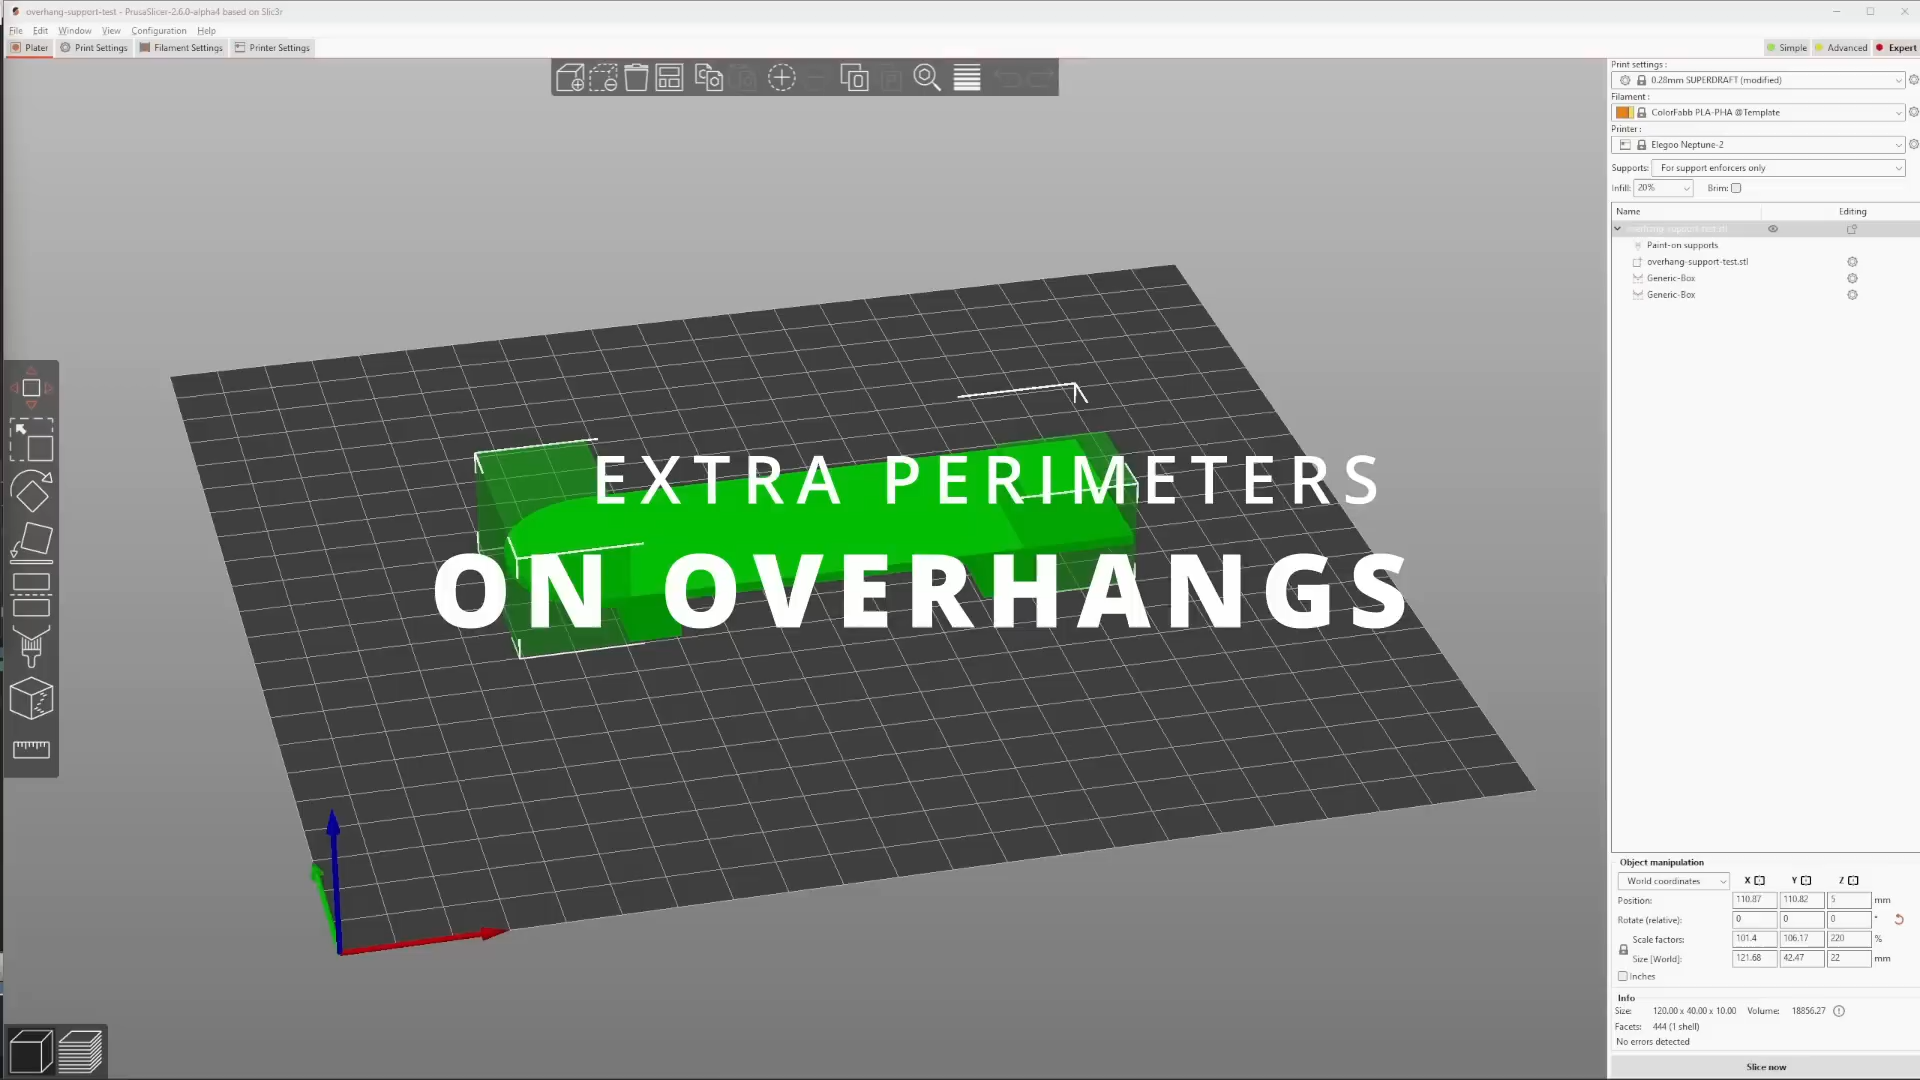 overhang-support-test - PrusaSlicer-2.6.0-alpha4 based on Slic3r
File Edit Window View Configuration Help
Plater Print Settings Filament Settings Printer Settings
Simple Advanced Expert
Print settings :
0.28mm SUPERDRAFT (modified)
Filament :
ColorFabb PLA-PHA @Template
Printer :
Elegoo Neptune-2
Supports: For support enforcers only
Infill: 20% Brim:
Name Editing
overhang-support-test.stl
Paint-on supports
overhang-support-test.stl
Generic-Box
Generic-Box
EXTRA PERIMETERS
ON OVERHANGS
Object manipulation
World coordinates X Y Z
Position: 110.87 110.82 5 mm
Rotate (relative): 0 0 0 °
Scale factors: 101.4 106.17 220 %
Size [World]: 121.68 42.47 22 mm
Inches
Info
Size: 120.00 x 40.00 x 10.00 Volume: 18856.27
Facets: 444 (1 shell)
No errors detected
Slice now